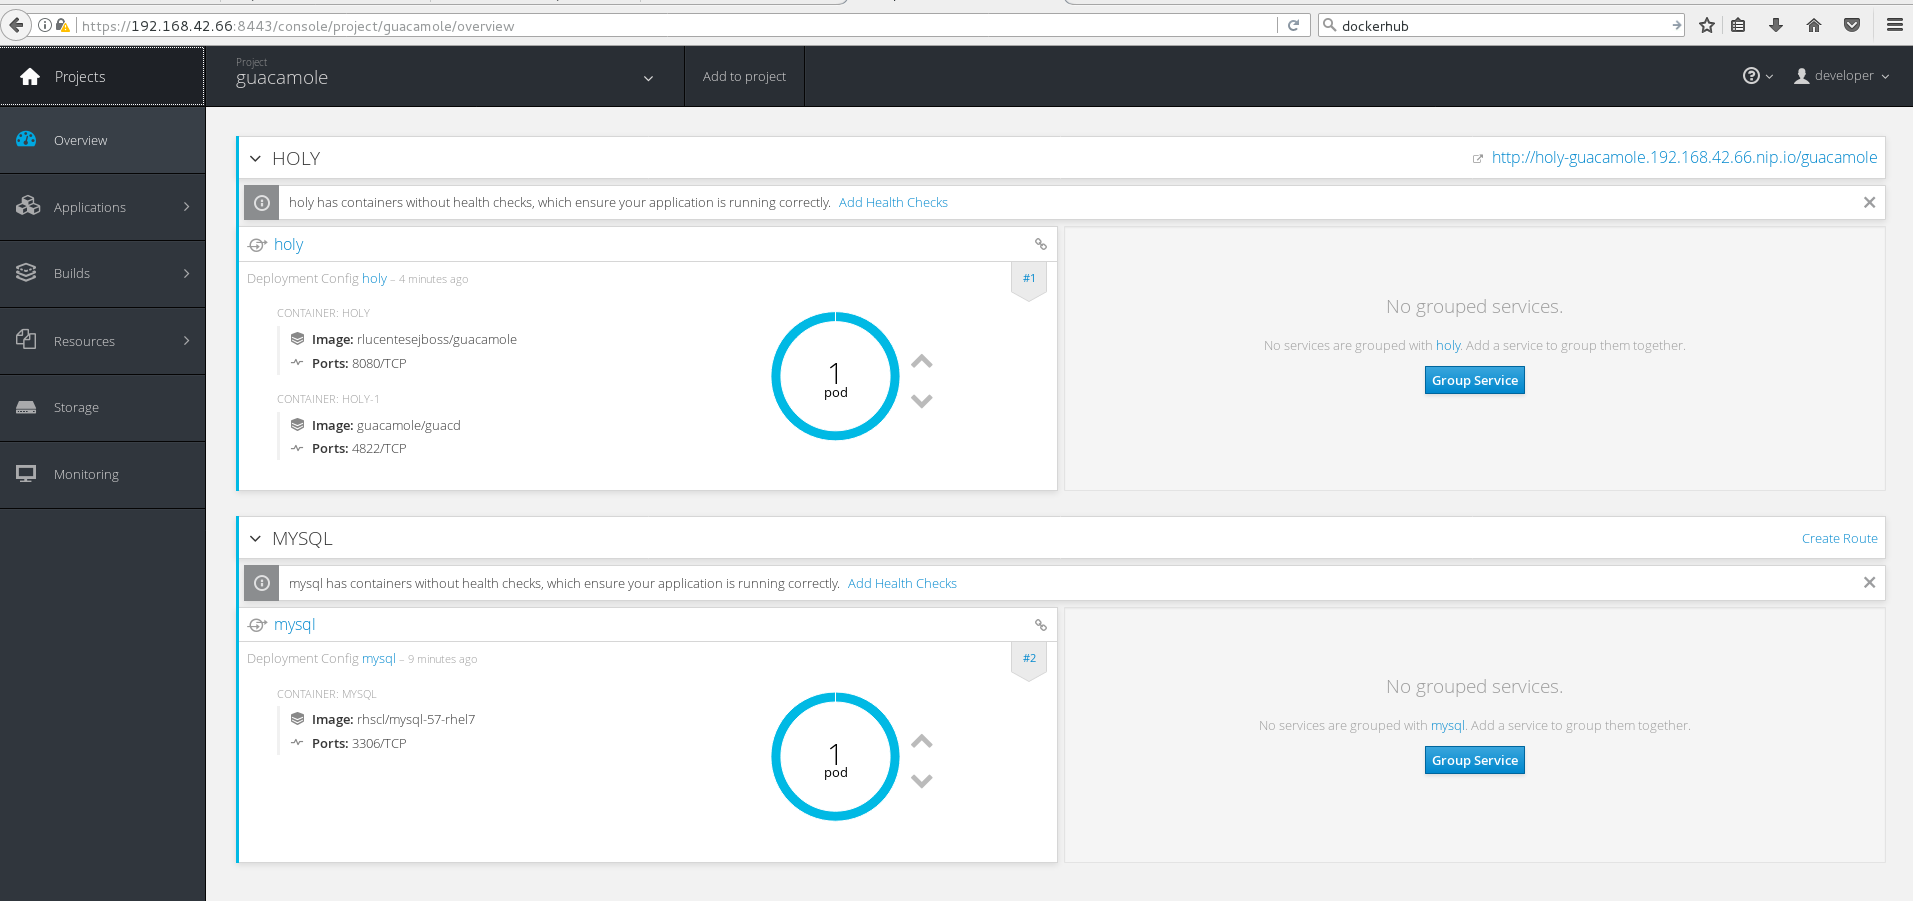 https://192.168.42.66:8443/console/project/guacamole/overview
dockerhub
Projects
Project
guacamole
Add to project
developer
Overview
Applications
Builds
Resources
Storage
Monitoring
HOLY
http://holy-guacamole.192.168.42.66.nip.io/guacamole
holy has containers without health checks, which ensure your application is running correctly. Add Health Checks
holy
Deployment Config holy – 4 minutes ago
#1
CONTAINER: HOLY
Image: rlucentesejboss/guacamole
Ports: 8080/TCP
CONTAINER: HOLY-1
Image: guacamole/guacd
Ports: 4822/TCP
1
pod
No grouped services.
No services are grouped with holy. Add a service to group them together.
Group Service
MYSQL
Create Route
mysql has containers without health checks, which ensure your application is running correctly. Add Health Checks
mysql
Deployment Config mysql – 9 minutes ago
#2
CONTAINER: MYSQL
Image: rhscl/mysql-57-rhel7
Ports: 3306/TCP
1
pod
No grouped services.
No services are grouped with mysql. Add a service to group them together.
Group Service